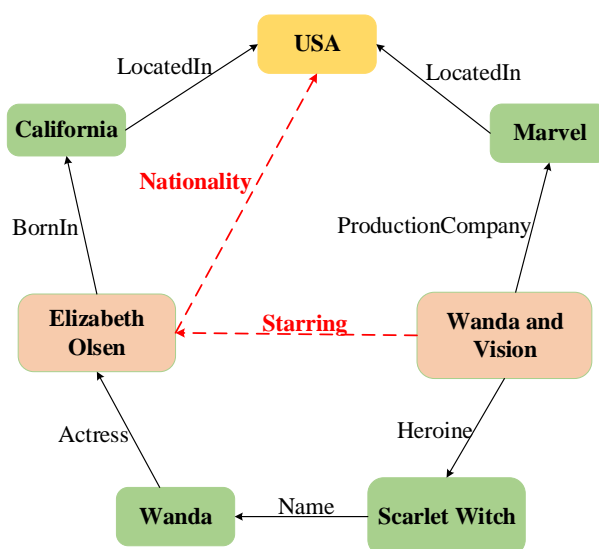 USA
LocatedIn
LocatedIn
California
Marvel
Nationality
BornIn
ProductionCompany
Elizabeth
Olsen
Starring
Wanda and
Vision
Actress
Heroine
Wanda
Name
Scarlet Witch